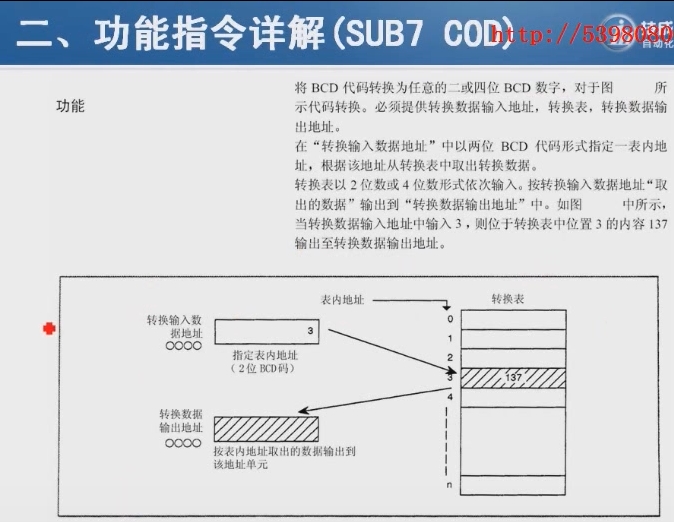 二、功能指令详解(SUB7 COD)
http://5398080
自动化
功能
将 BCD 代码转换为任意的二或四位 BCD 数字，对于图 所
示代码转换。必须提供转换数据输入地址，转换表，转换数据输
出地址。
在“转换输入数据地址”中以两位 BCD 代码形式指定一表内地
址，根据该地址从转换表中取出转换数据。
转换表以 2 位数或 4 位数形式依次输入。按转换输入数据地址“取
出的数据”输出到“转换数据输出地址”中。如图 中所示，
当转换数据输入地址中输入 3，则位于转换表中位置 3 的内容 137
输出至转换数据输出地址。
表内地址
转换表
转换输入数
据地址
○○○○
3
指定表内地址
（2位BCD码）
0
1
2
3
137
4
n
转换数据
输出地址
○○○○
按表内地址取出的数据输出到
该地址单元